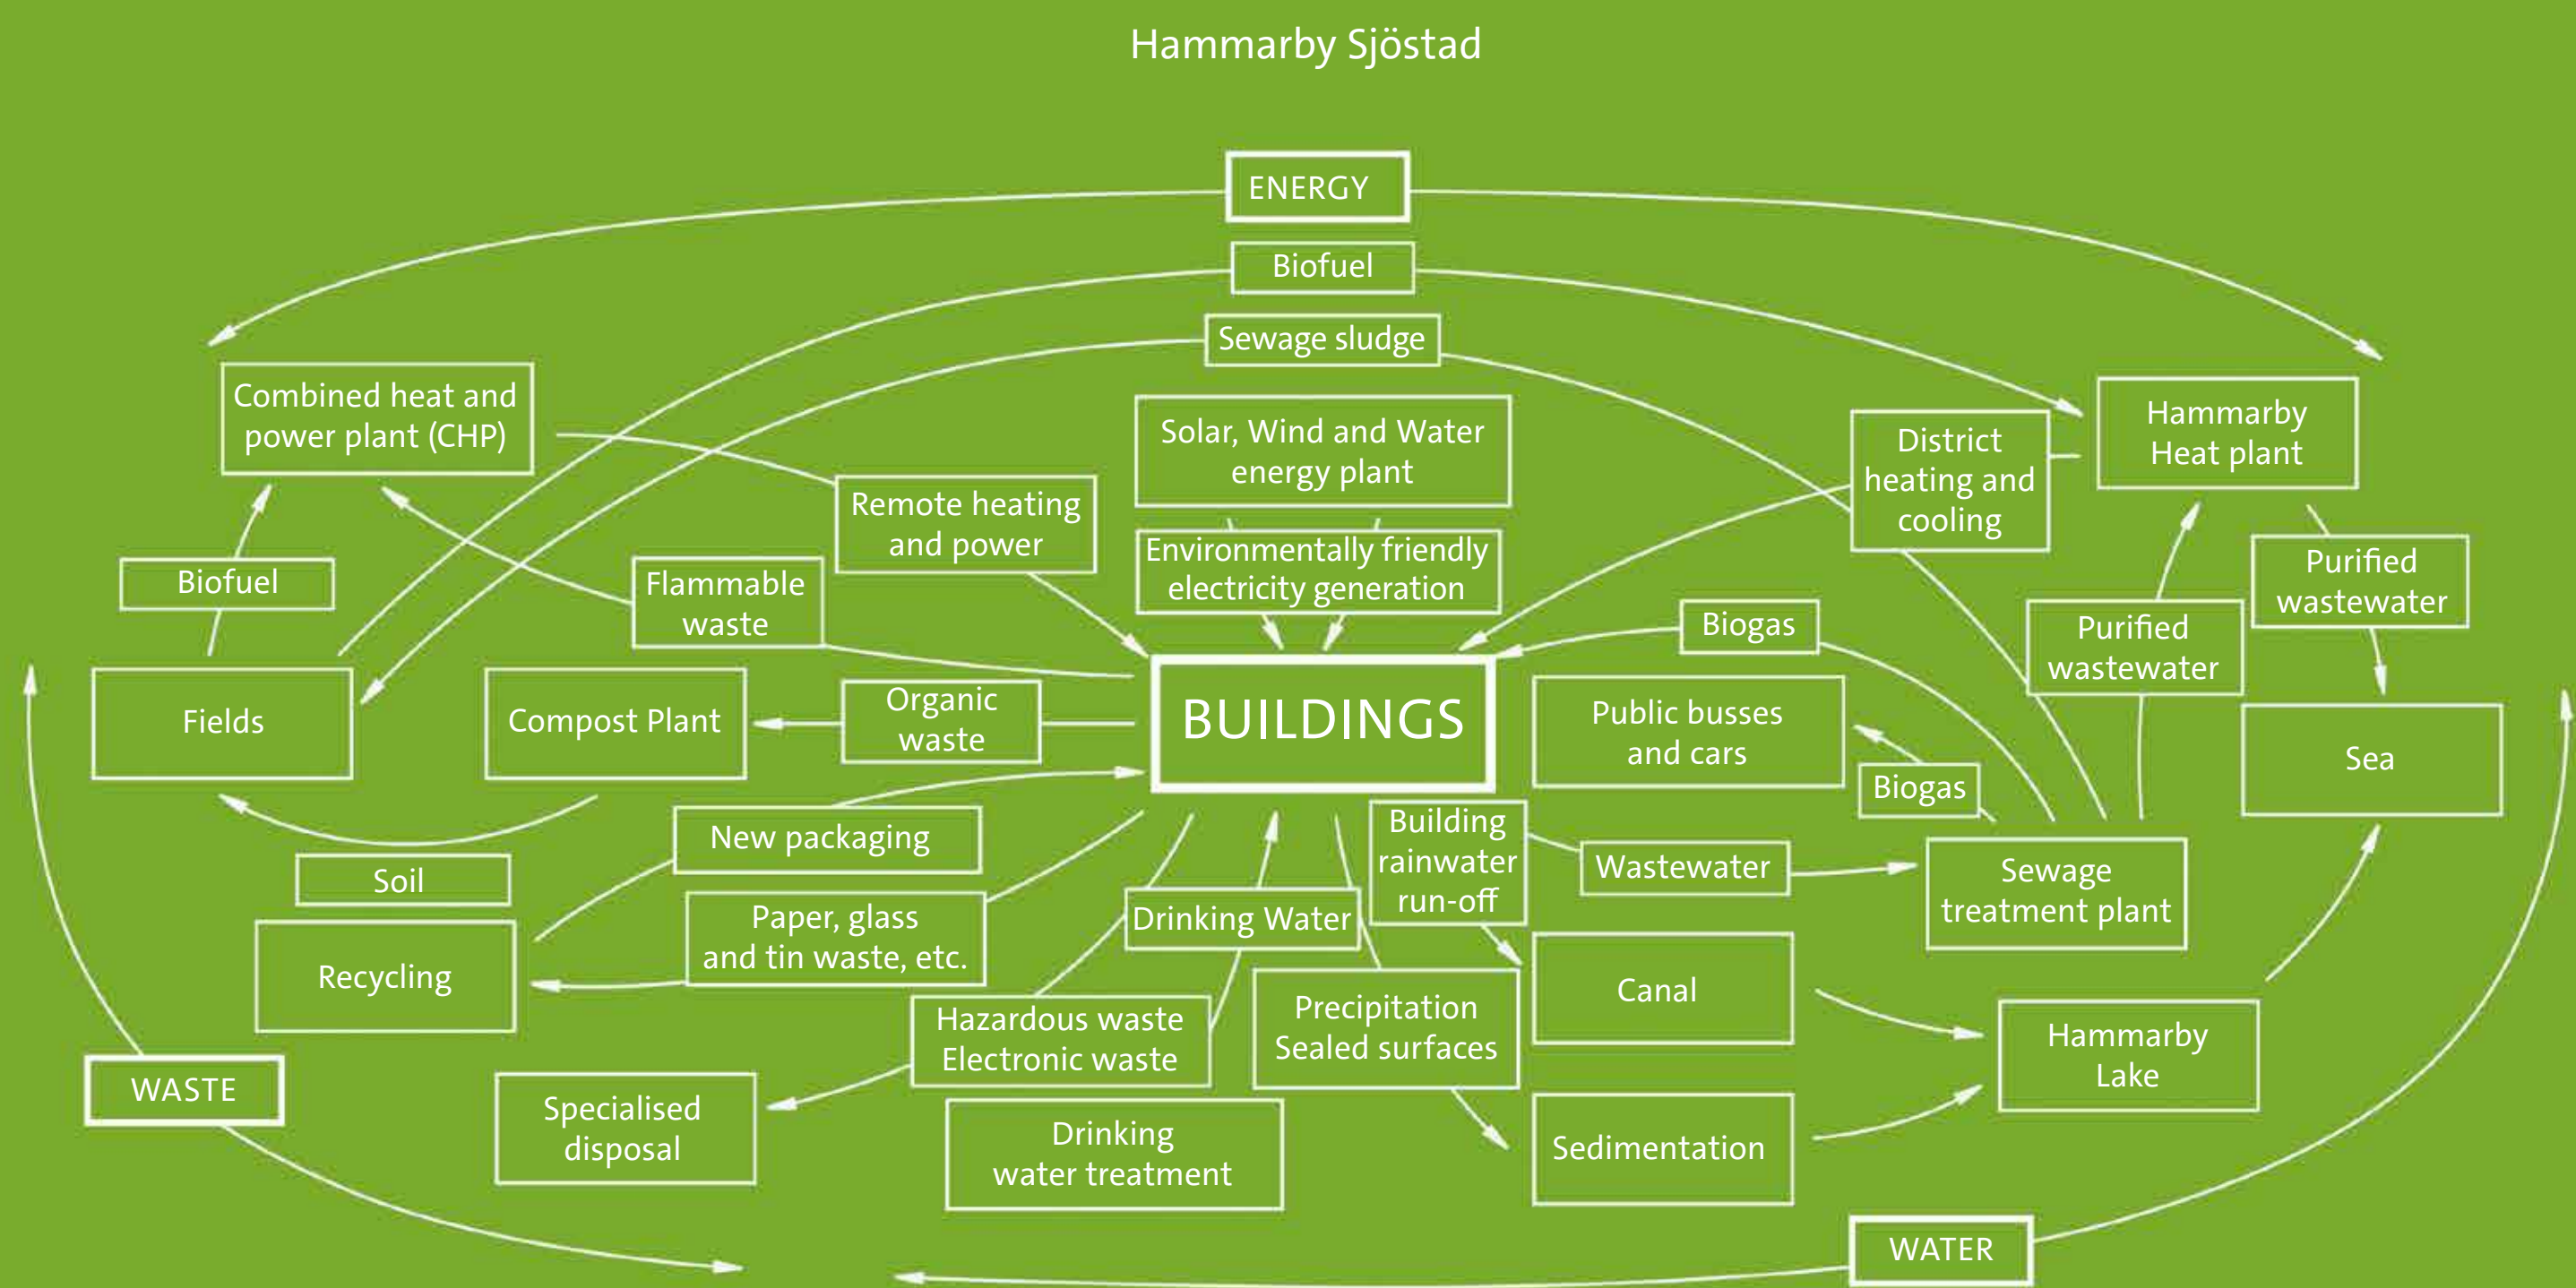 Hammarby Sjöstad
ENERGY
Biofuel
Sewage sludge
Combined heat and
power plant (CHP)
Solar, Wind and Water
energy plant
Hammarby
Heat plant
District
heating and
cooling
Remote heating
and power
Environmentally friendly
electricity generation
Purified
wastewater
Biofuel
Flammable
waste
Biogas
Purified
wastewater
Fields
Compost Plant
Organic
waste
BUILDINGS
Public busses
and cars
Sea
Biogas
New packaging
Building
rainwater
run-off
Wastewater
Sewage
treatment plant
Soil
Paper, glass
and tin waste, etc.
Drinking Water
Recycling
Canal
Hazardous waste
Electronic waste
Precipitation
Sealed surfaces
Hammarby
Lake
WASTE
Specialised
disposal
Drinking
water treatment
Sedimentation
WATER